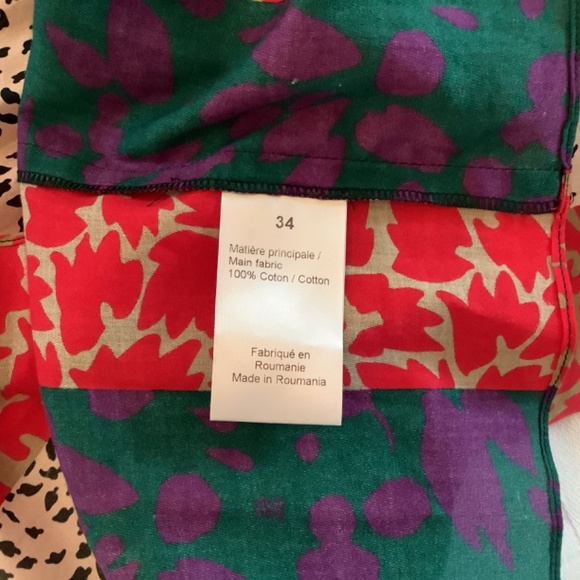 34
Matière principale /
Main fabric
100% Coton / Cotton
Fabriqué en
Roumanie
Made in Roumania